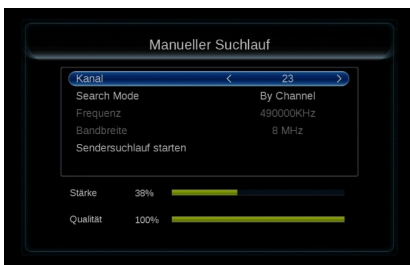 Manueller Suchlauf
Kanal < 23 >
Search Mode By Channel
Frequenz 490000KHz
Bandbreite 8 MHz
Sendersuchlauf starten
Stärke 38%
Qualität 100%